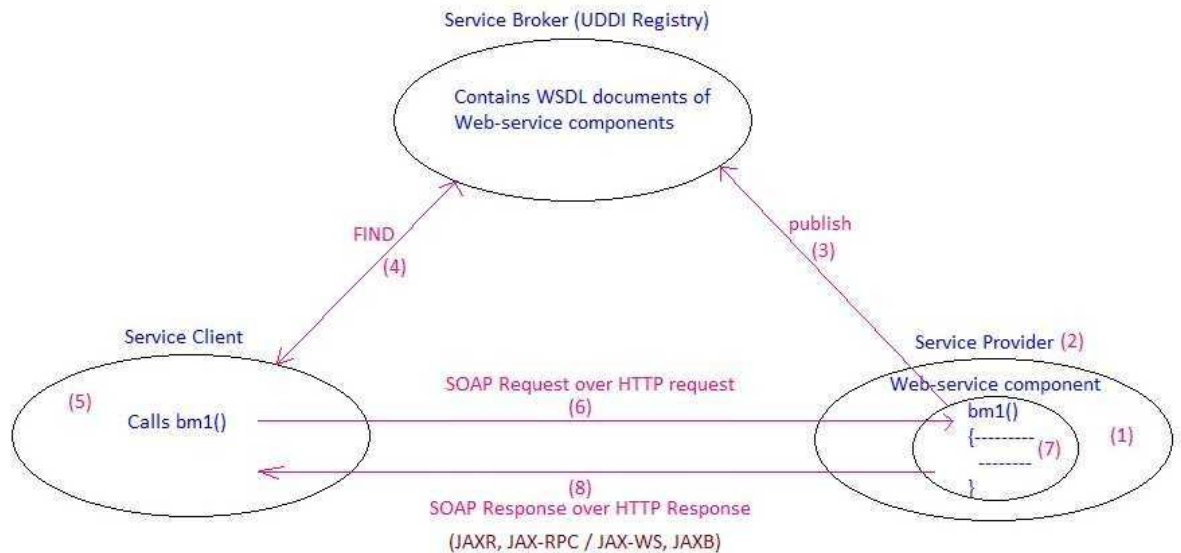 Service Broker (UDDI Registry)
Contains WSDL documents of
Web-service components
FIND
(4)
publish
(3)
Service Client
(5)
Calls bm1()
SOAP Request over HTTP request
(6)
(8)
SOAP Response over HTTP Response
(JAXR, JAX-RPC / JAX-WS, JAXB)
Service Provider (2)
Web-service component
bm1()
{---------
(7)
(1)
--------
}